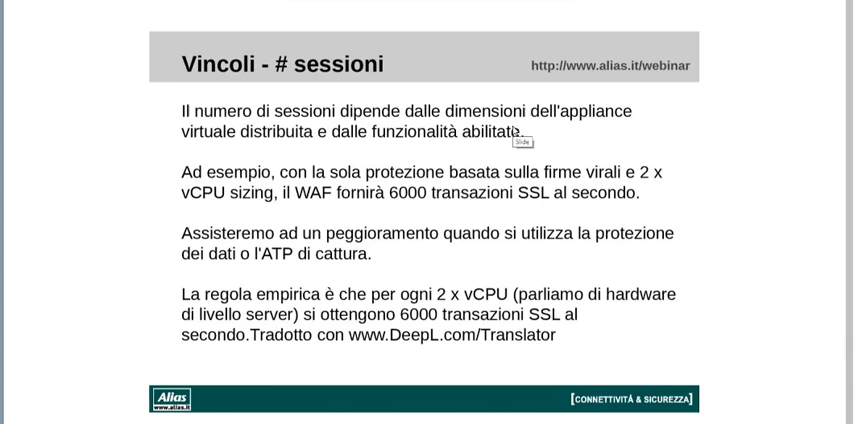 Vincoli - # sessioni
http://www.alias.it/webinar
Il numero di sessioni dipende dalle dimensioni dell'appliance
virtuale distribuita e dalle funzionalità abilitate.
Slide
Ad esempio, con la sola protezione basata sulla firme virali e 2 x
vCPU sizing, il WAF fornirà 6000 transazioni SSL al secondo.
Assisteremo ad un peggioramento quando si utilizza la protezione
dei dati o l'ATP di cattura.
La regola empirica è che per ogni 2 x vCPU (parliamo di hardware
di livello server) si ottengono 6000 transazioni SSL al
secondo.Tradotto con www.DeepL.com/Translator
Alias
www.alias.it
[CONNETTIVITÀ & SICUREZZA]